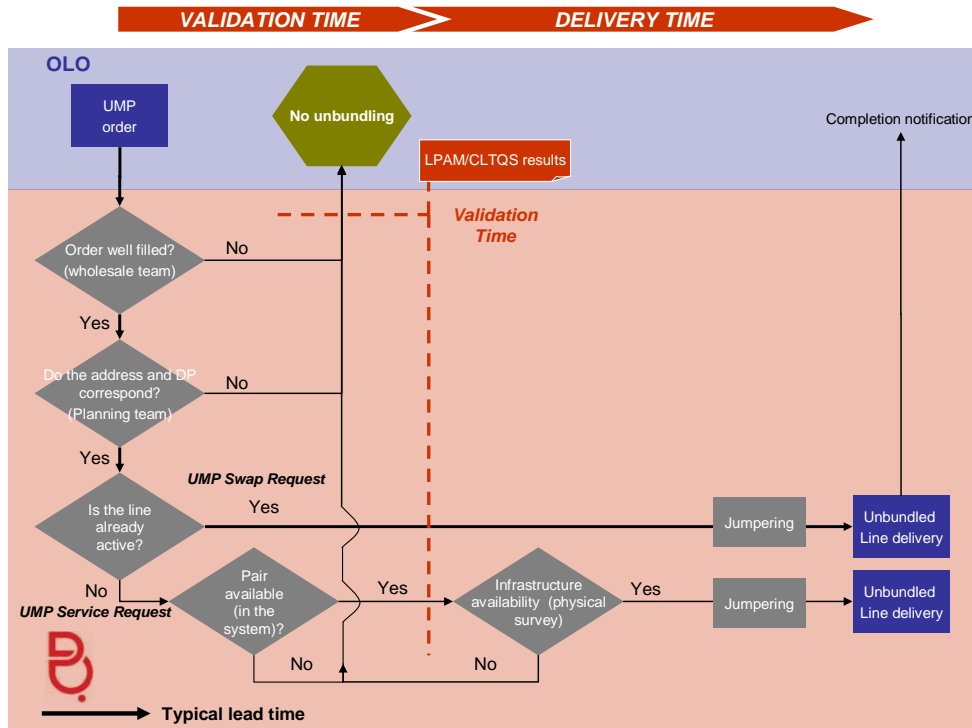 VALIDATION TIME
DELIVERY TIME
OLO
UMP
order
No unbundling
LPAM/CLTQS results
Completion notification
Validation
Time
Order well filled?
(wholesale team)
No
Yes
Do the address and DP
correspond?
(Planning team)
No
Yes
UMP Swap Request
Is the line
already
active?
Yes
Jumpering
Unbundled
Line delivery
No
UMP Service Request
Pair
available
(in the
system)?
Yes
Infrastructure
availability (physical
survey)
Yes
Jumpering
Unbundled
Line delivery
No
No
Typical lead time